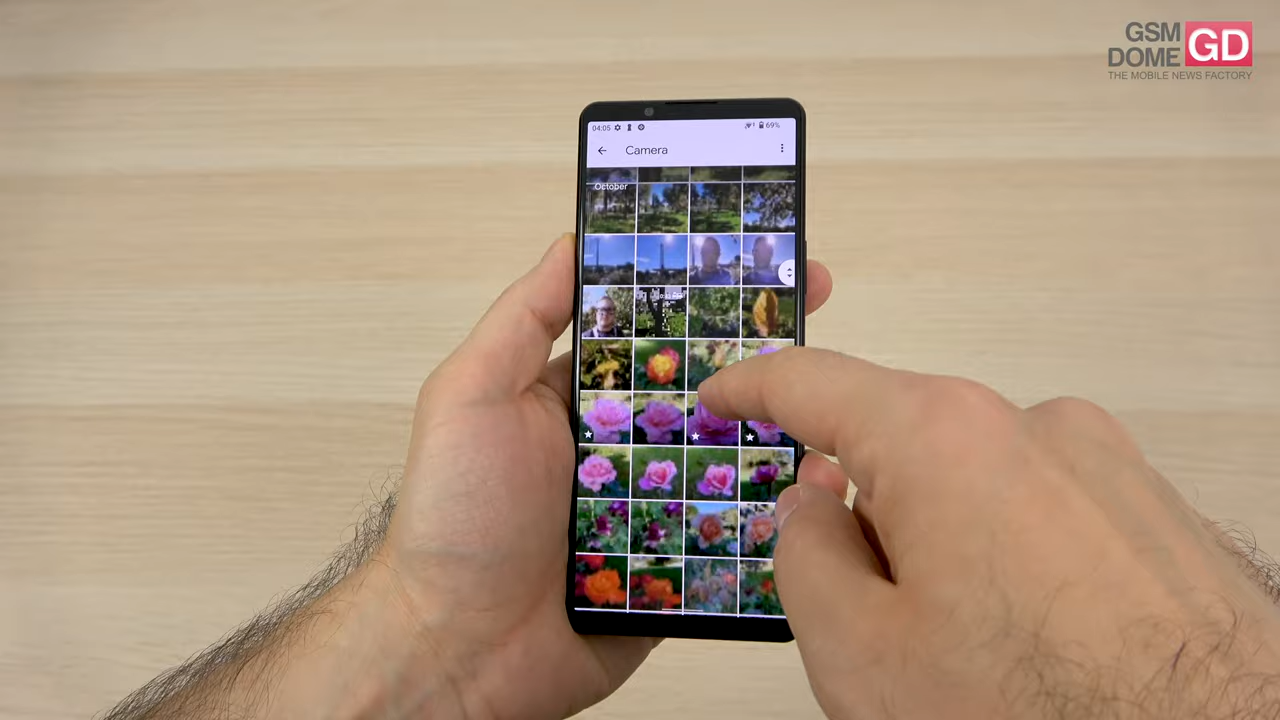 GSM
DOME
GD
THE MOBILE NEWS FACTORY
04:05
69%
Camera
October